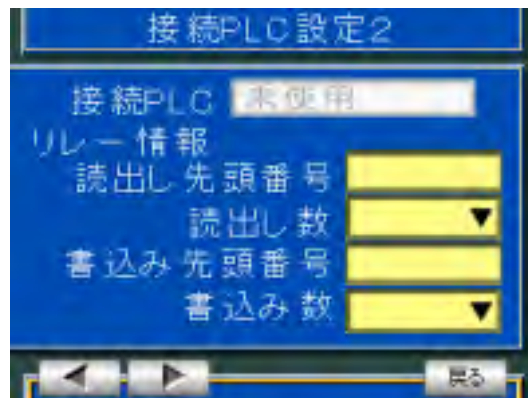 接続PLC設定2
接続PLC 未使用
リレー情報
読出し先頭番号
読出し数 ▼
書込み先頭番号
書込み数 ▼
◀ ▶ 戻る